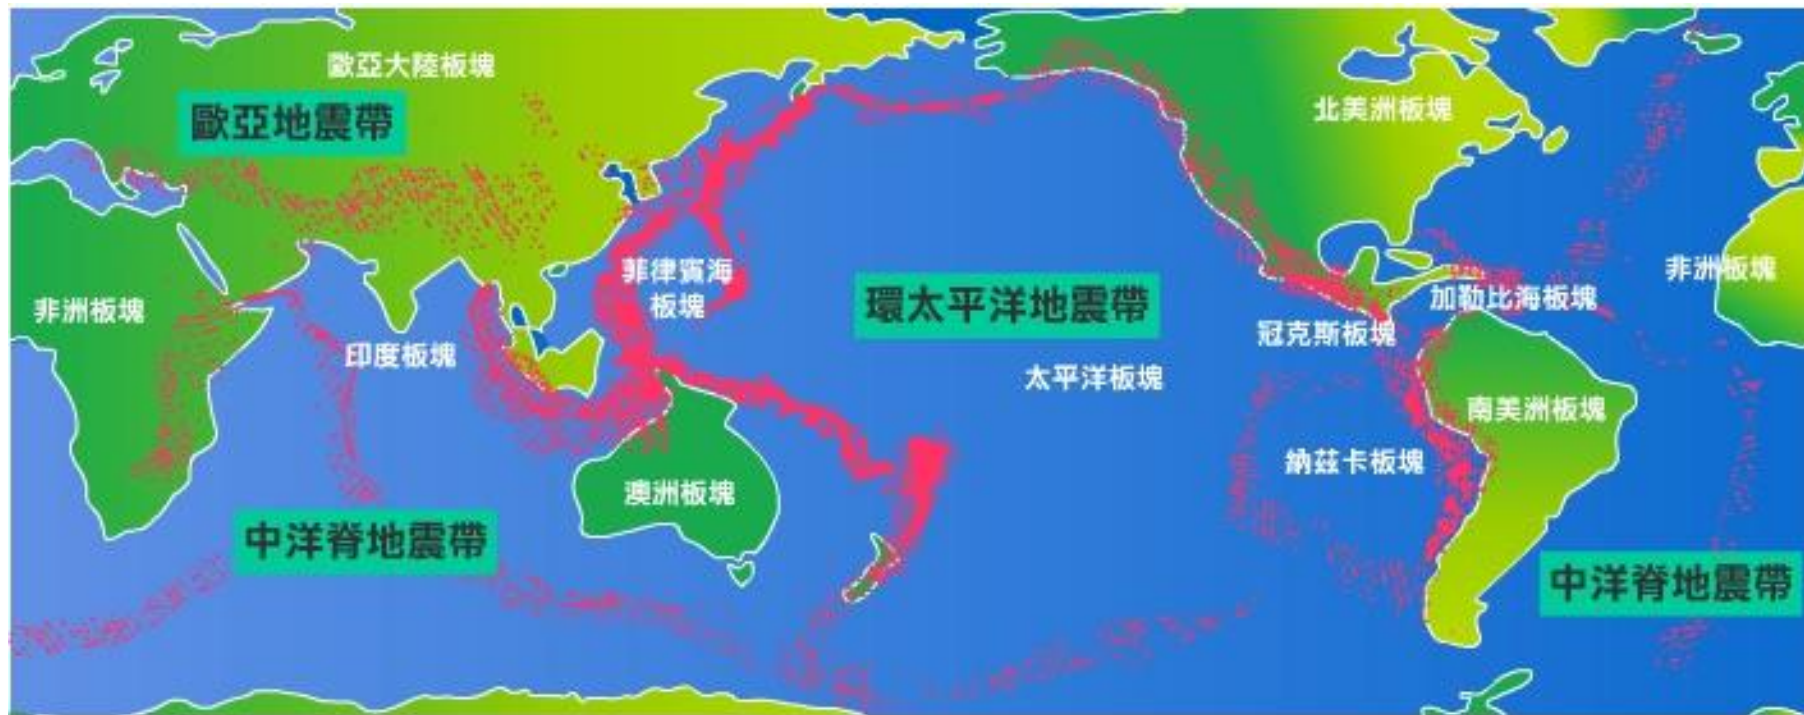 歐亞大陸板塊
歐亞地震帶
北美洲板塊
菲律賓海
板塊
非洲板塊
環太平洋地震帶
加勒比海板塊
非洲板塊
印度板塊
冠克斯板塊
太平洋板塊
南美洲板塊
納茲卡板塊
澳洲板塊
中洋脊地震帶
中洋脊地震帶